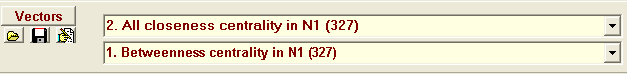 Vectors
2. All closeness centrality in N1 (327)
1. Betweenness centrality in N1 (327)